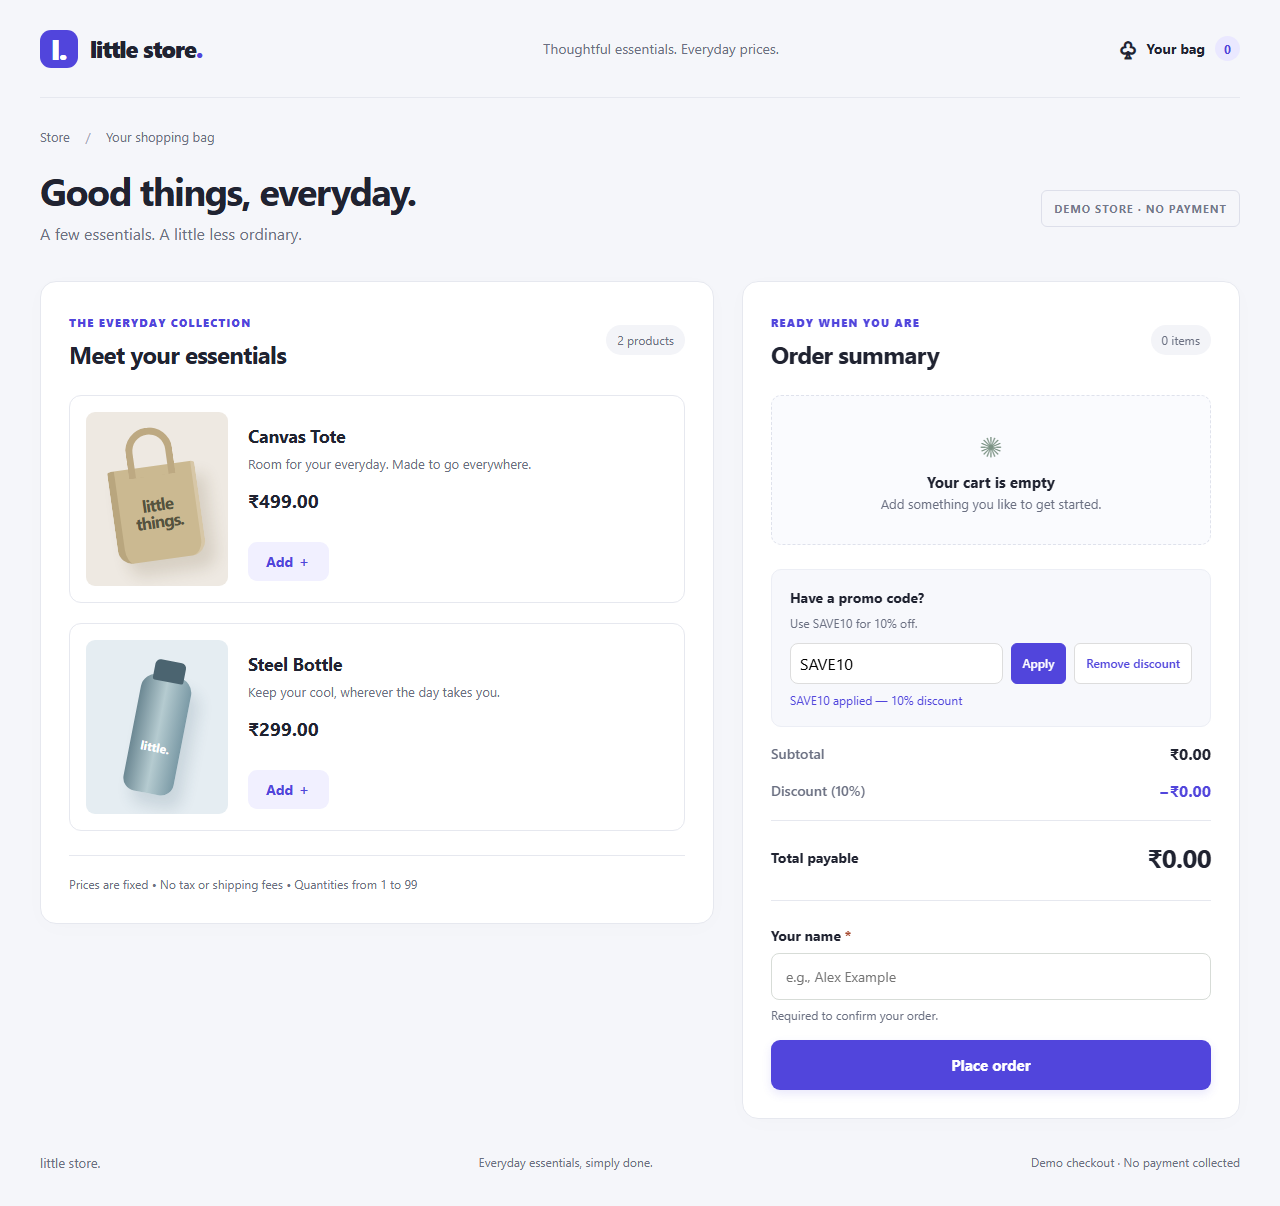 l. little store.
Thoughtful essentials. Everyday prices.
Your bag 0
Store / Your shopping bag
Good things, everyday.
A few essentials. A little less ordinary.
DEMO STORE · NO PAYMENT
THE EVERYDAY COLLECTION
Meet your essentials
2 products
little
things.
Canvas Tote
Room for your everyday. Made to go everywhere.
₹499.00
Add +
little.
Steel Bottle
Keep your cool, wherever the day takes you.
₹299.00
Add +
Prices are fixed • No tax or shipping fees • Quantities from 1 to 99
READY WHEN YOU ARE
Order summary
0 items
Your cart is empty
Add something you like to get started.
Have a promo code?
Use SAVE10 for 10% off.
SAVE10 Apply Remove discount
SAVE10 applied — 10% discount
Subtotal ₹0.00
Discount (10%) −₹0.00
Total payable ₹0.00
Your name *
e.g., Alex Example
Required to confirm your order.
Place order
little store.
Everyday essentials, simply done.
Demo checkout · No payment collected